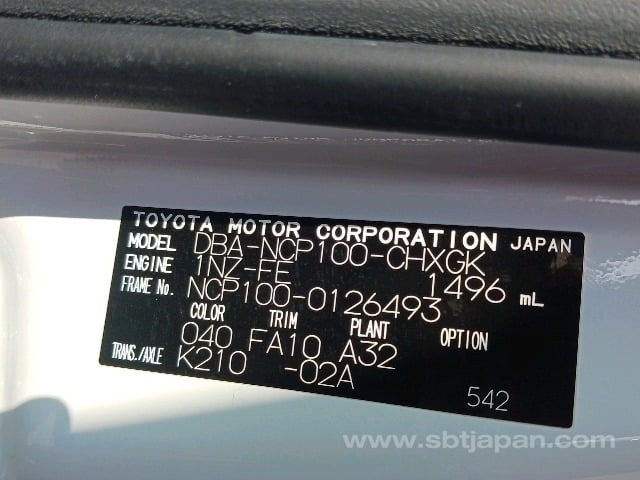 TOYOTA MOTOR CORPORATION JAPAN
MODEL DBA-NCP100-CHXGK
ENGINE 1NZ-FE 1496 mL
FRAME No. NCP100-0126493
COLOR TRIM PLANT OPTION
040 FA10 A32
TRANS./AXLE K210 -02A
542
www.sbtjapan.com